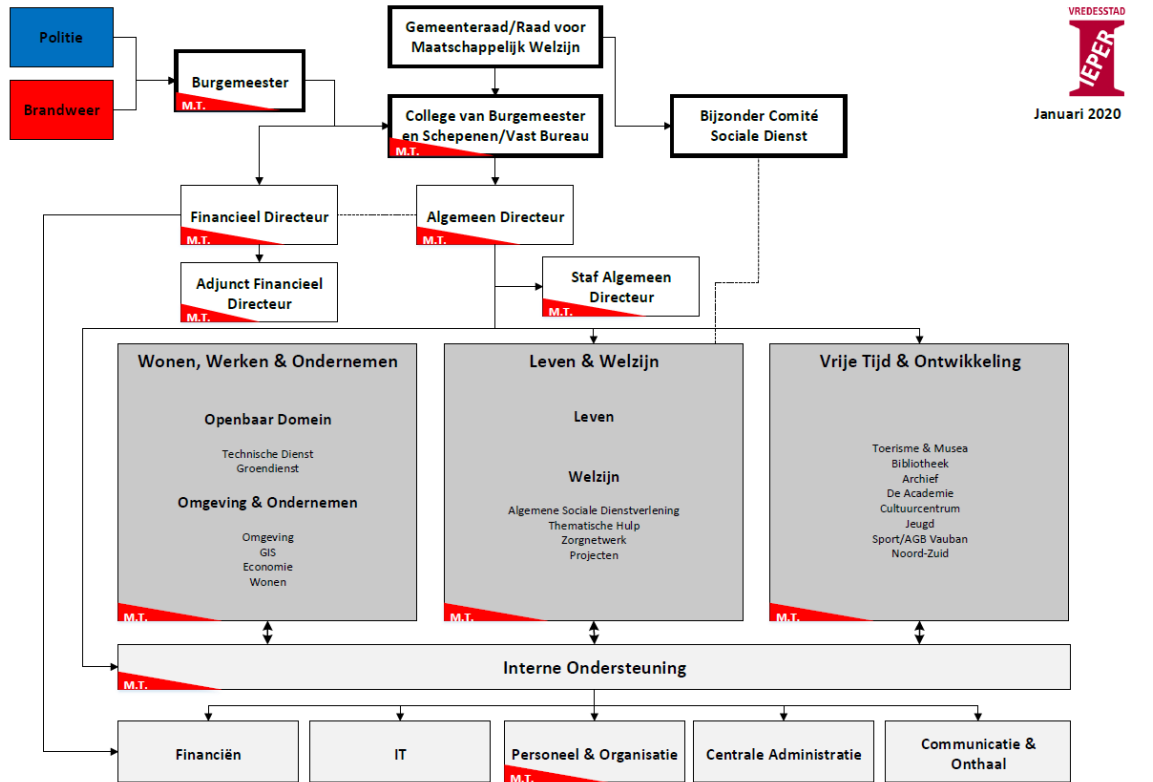 Politie
Brandweer
Burgemeester
M.T.
Gemeenteraad/Raad voor
Maatschappelijk Welzijn
College van Burgemeester
en Schepenen/Vast Bureau
M.T.
Bijzonder Comité
Sociale Dienst
VREDESSTAD
IEPER
Januari 2020
Financieel Directeur
M.T.
Algemeen Directeur
M.T.
Adjunct Financieel
Directeur
M.T.
Staf Algemeen
Directeur
M.T.
Wonen, Werken & Ondernemen
Openbaar Domein
Technische Dienst
Groendienst
Omgeving & Ondernemen
Omgeving
GIS
Economie
Wonen
M.T.
Leven & Welzijn
Leven
Welzijn
Algemene Sociale Dienstverlening
Thematische Hulp
Zorgnetwerk
Projecten
M.T.
Vrije Tijd & Ontwikkeling
Toerisme & Musea
Bibliotheek
Archief
De Academie
Cultuurcentrum
Jeugd
Sport/AGB Vauban
Noord-Zuid
M.T.
Interne Ondersteuning
M.T.
Financiën
IT
Personeel & Organisatie
M.T.
Centrale Administratie
Communicatie &
Onthaal